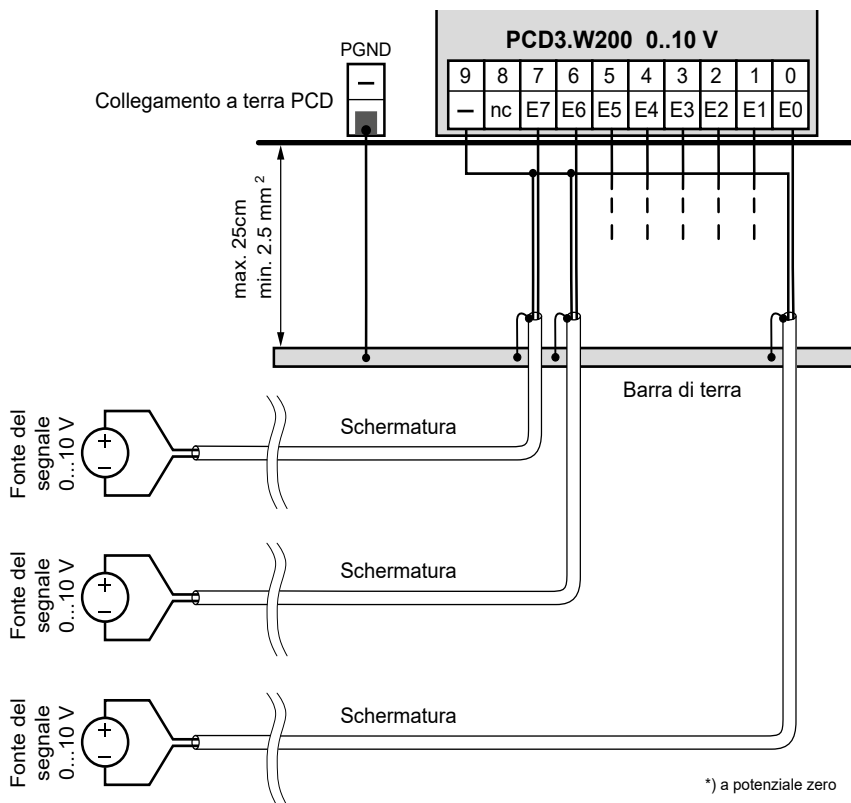 PCD3.W200 0..10 V
PGND
9 8 7 6 5 4 3 2 1 0
–
– nc E7 E6 E5 E4 E3 E2 E1 E0
Collegamento a terra PCD
max. 25cm
min. 2.5 mm²
Barra di terra
Fonte del
segnale
0...10 V
+
–
Schermatura
Fonte del
segnale
0...10 V
+
–
Schermatura
Fonte del
segnale
0...10 V
+
–
Schermatura
*) a potenziale zero